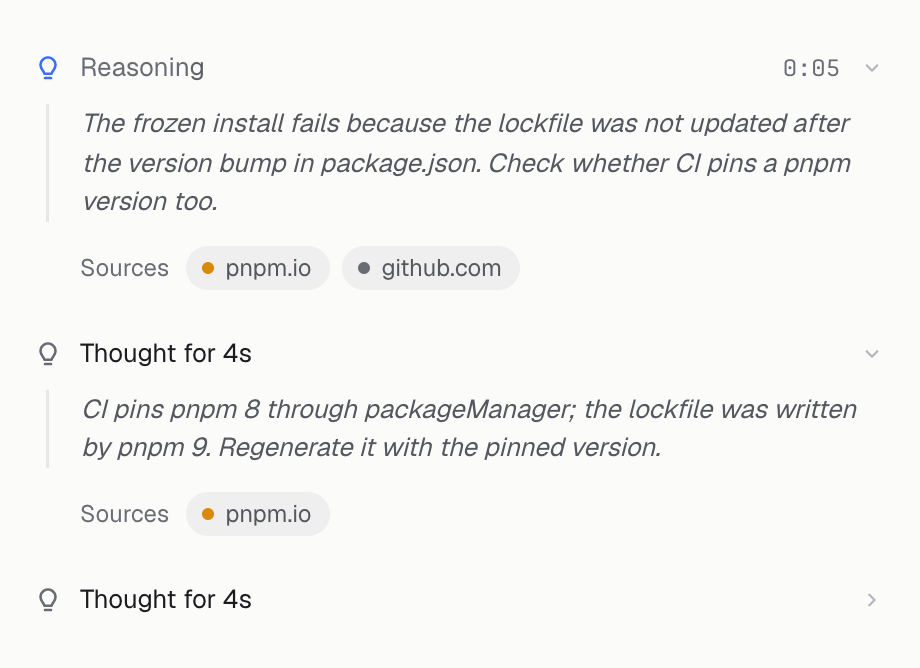 Reasoning 0:05
The frozen install fails because the lockfile was not updated after
the version bump in package.json. Check whether CI pins a pnpm
version too.
Sources pnpm.io github.com
Thought for 4s
CI pins pnpm 8 through packageManager; the lockfile was written
by pnpm 9. Regenerate it with the pinned version.
Sources pnpm.io
Thought for 4s